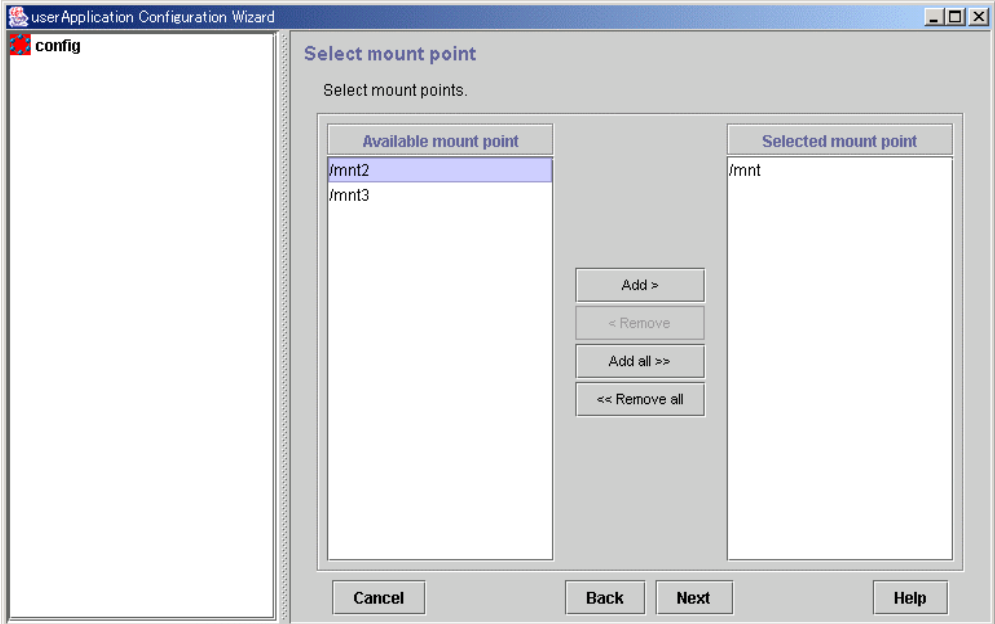 userApplication Configuration Wizard
config
Select mount point
Select mount points.
Available mount point
/mnt2
/mnt3
Add >
< Remove
Add all >>
<< Remove all
Selected mount point
/mnt
Cancel
Back
Next
Help